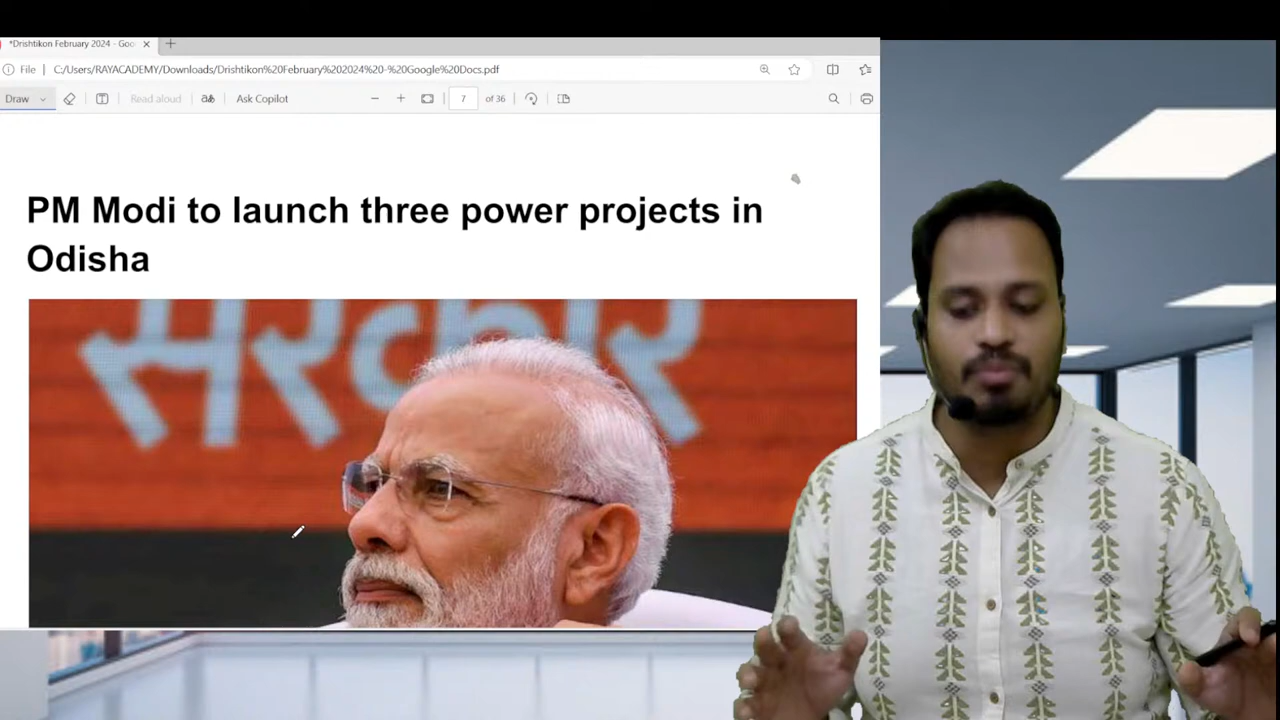 *Drishtikon February 2024 - Goo
File
C:/Users/RAYACADEMY/Downloads/Drishtikon%20February%202024%20-%20Google%20Docs.pdf
Draw
Read aloud
Ask Copilot
7
of 36
PM Modi to launch three power projects in
Odisha
सरकार